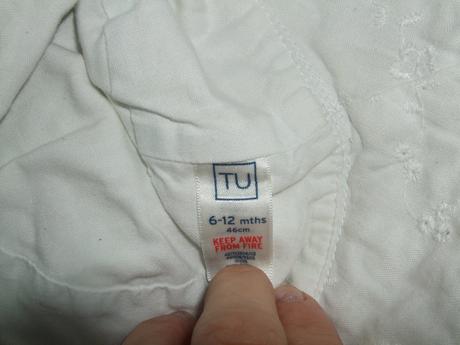 TU
6-12 mths
46cm
KEEP AWAY
FROM FIRE